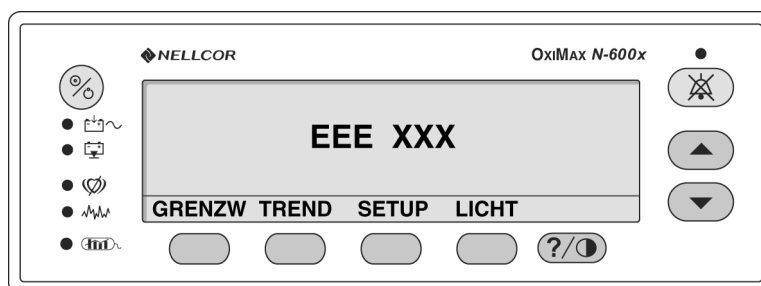 NELLCOR
OXIMAX N-600x
EEE XXX
GRENZW TREND SETUP LICHT
?/